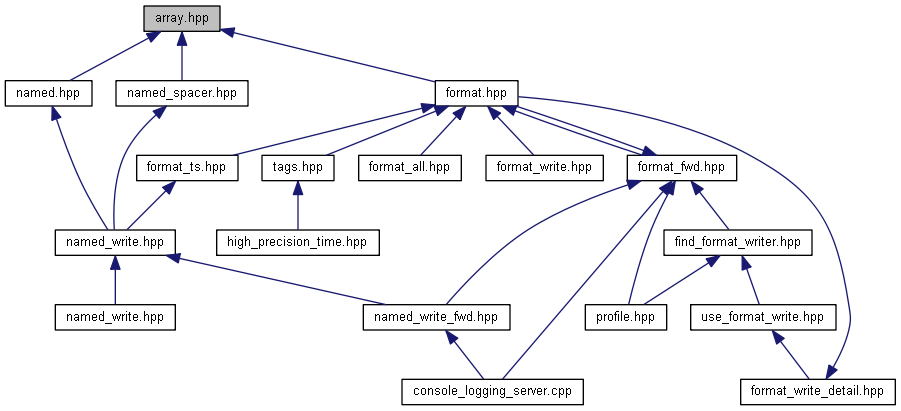 array.hpp
named.hpp
named_spacer.hpp
format.hpp
format_ts.hpp
tags.hpp
format_all.hpp
format_write.hpp
format_fwd.hpp
named_write.hpp
high_precision_time.hpp
find_format_writer.hpp
named_write.hpp
named_write_fwd.hpp
profile.hpp
use_format_write.hpp
console_logging_server.cpp
format_write_detail.hpp